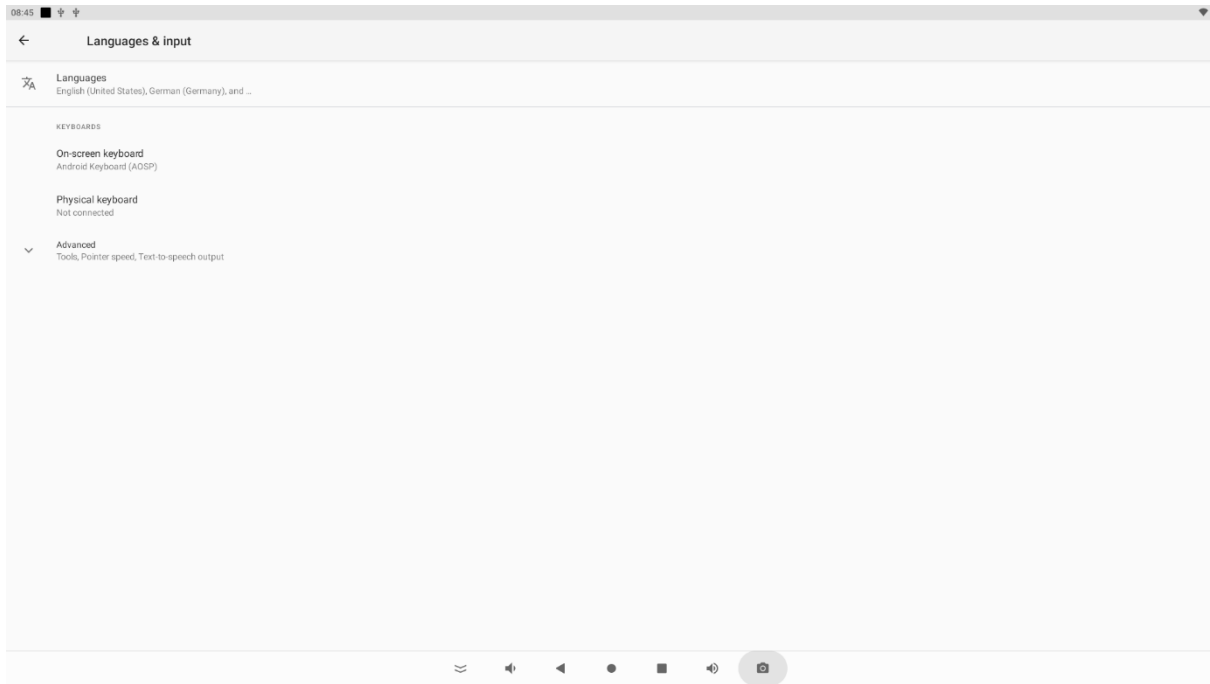 08:45
Languages & input
Languages
English (United States), German (Germany), and ...
KEYBOARDS
On-screen keyboard
Android Keyboard (AOSP)
Physical keyboard
Not connected
Advanced
Tools, Pointer speed, Text-to-speech output